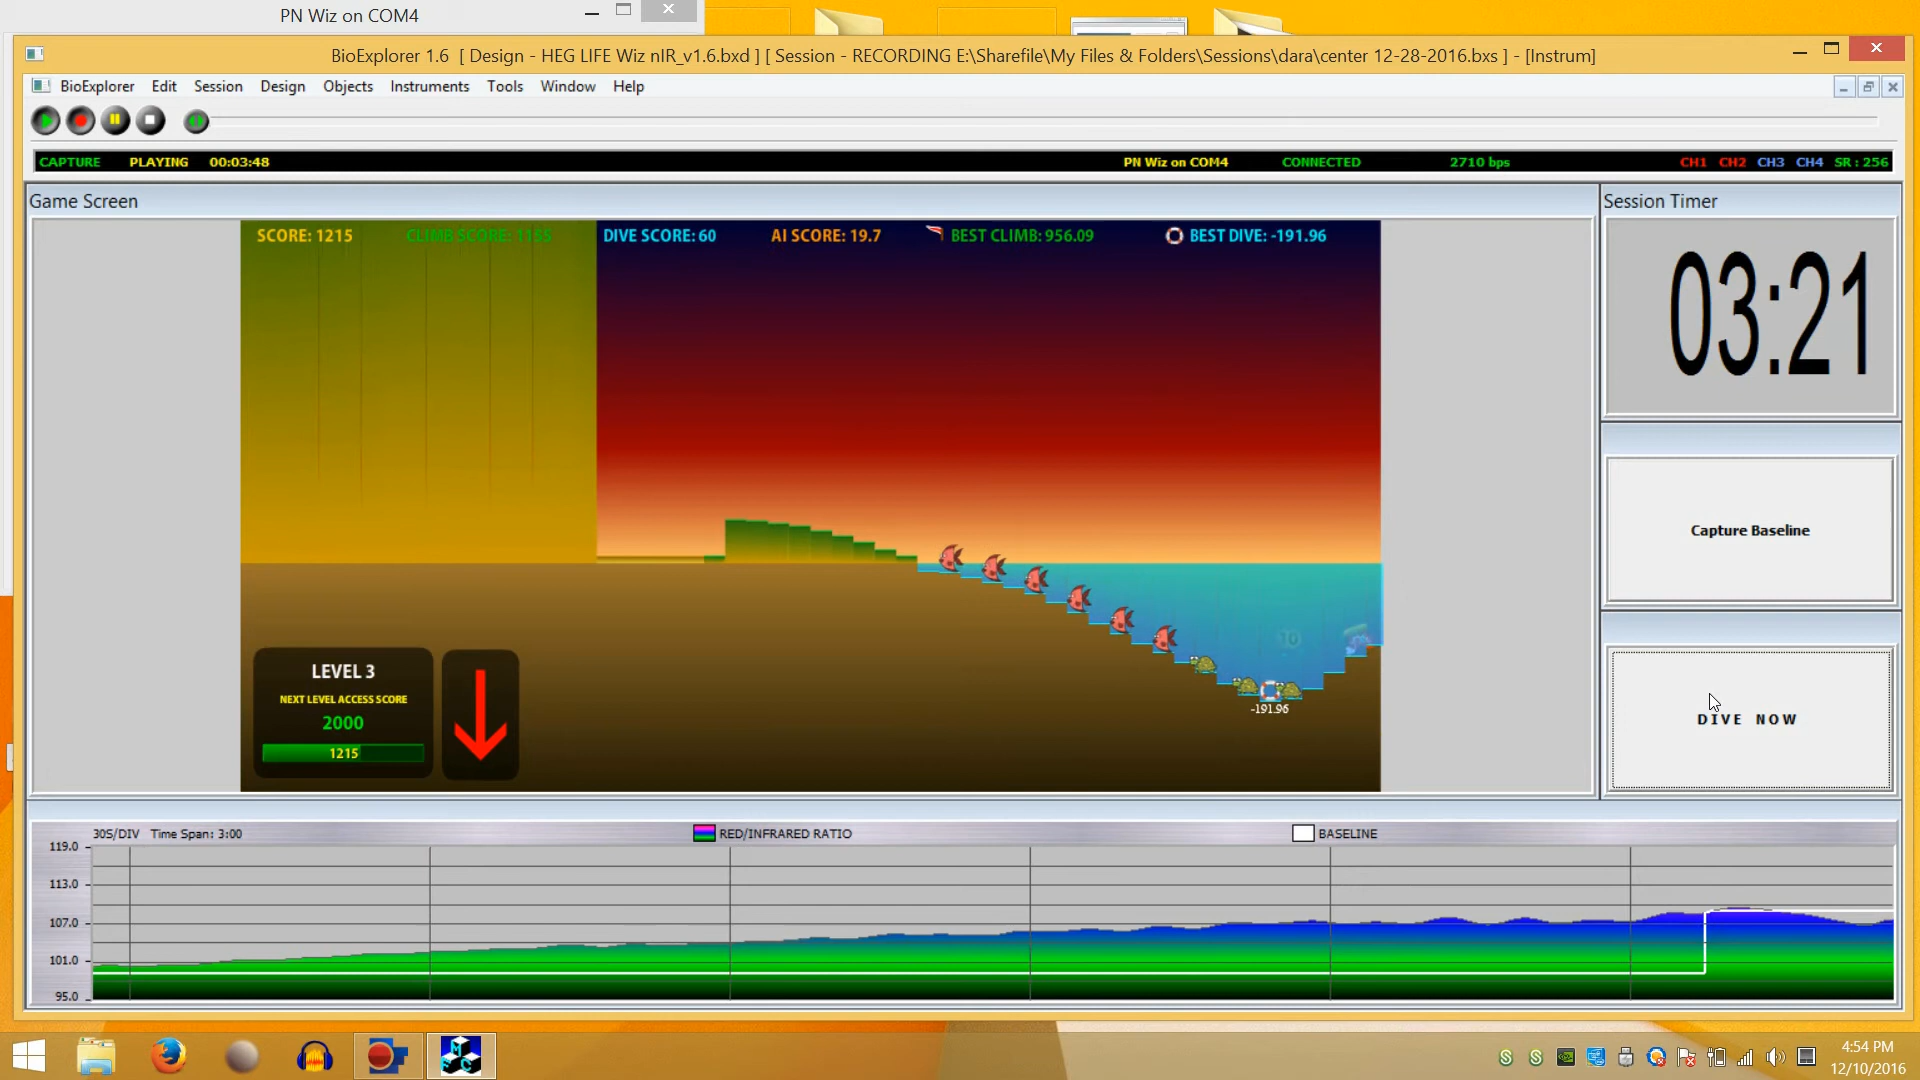 PN Wiz on COM4
BioExplorer 1.6 [ Design - HEG LIFE Wiz nIR_v1.6.bxd ] [ Session - RECORDING E:\Sharefile\My Files & Folders\Sessions\dara\center 12-28-2016.bxs ] - [Instrum]
BioExplorer Edit Session Design Objects Instruments Tools Window Help
CAPTURE PLAYING 00:03:48 PN Wiz on COM4 CONNECTED 2710 bps CH1 CH2 CH3 CH4 SR : 256
Game Screen
Session Timer
SCORE: 1215 CLIMB SCORE: 1155 DIVE SCORE: 60 AI SCORE: 19.7 BEST CLIMB: 956.09 BEST DIVE: -191.96
03:21
Capture Baseline
10
-191.96
LEVEL 3
NEXT LEVEL ACCESS SCORE
2000
1215
DIVE NOW
30S/DIV Time Span: 3:00 RED/INFRARED RATIO BASELINE
119.0
113.0
107.0
101.0
95.0
4:54 PM
12/10/2016